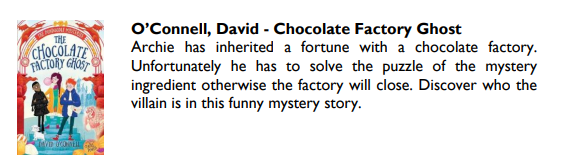 THE
CHOCOLATE
FACTORY GHOST
DAVID O'CONNELL
O'Connell, David - Chocolate Factory Ghost
Archie has inherited a fortune with a chocolate factory.
Unfortunately he has to solve the puzzle of the mystery
ingredient otherwise the factory will close. Discover who the
villain is in this funny mystery story.